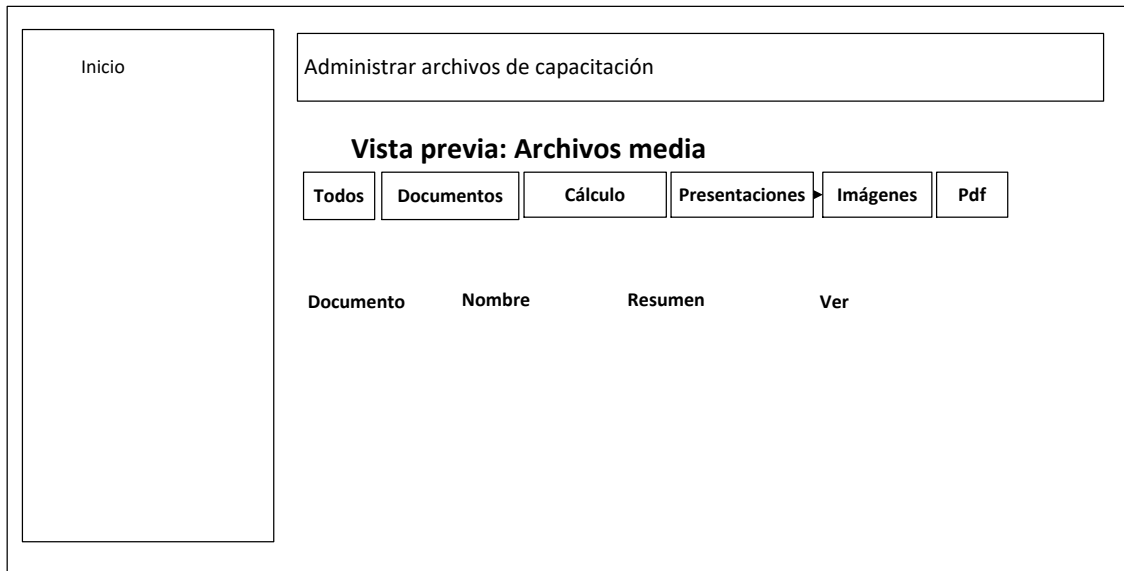 Inicio
Administrar archivos de capacitación
Vista previa: Archivos media
Todos Documentos Cálculo Presentaciones Imágenes Pdf
Documento Nombre Resumen Ver